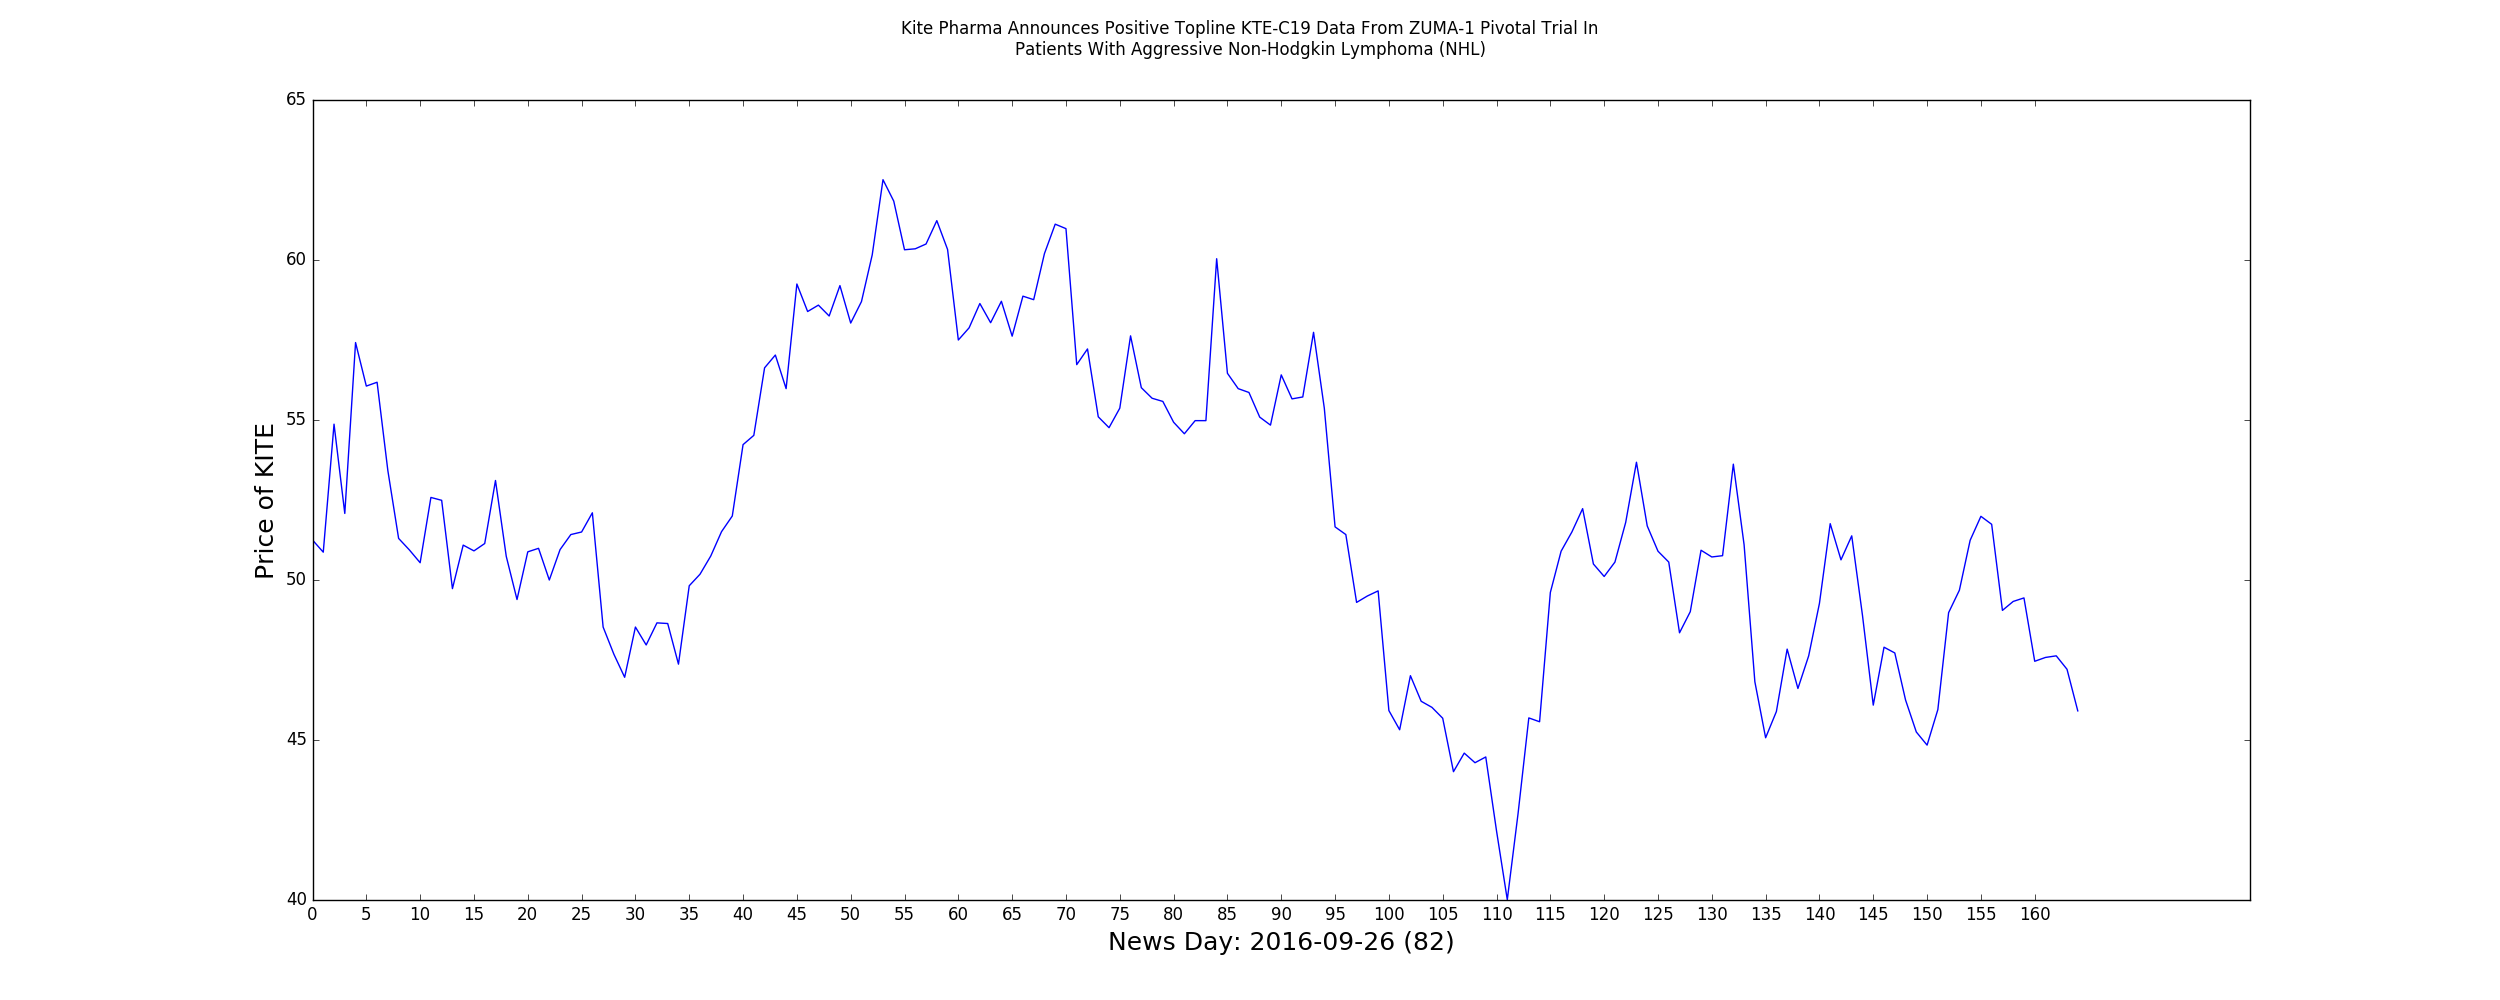 Kite Pharma Announces Positive Topline KTE-C19 Data From ZUMA-1 Pivotal Trial In
Patients With Aggressive Non-Hodgkin Lymphoma (NHL)
65
60
55
50
45
40
Price of KITE
0 5 10 15 20 25 30 35 40 45 50 55 60 65 70 75 80 85 90 95 100 105 110 115 120 125 130 135 140 145 150 155 160
News Day: 2016-09-26 (82)